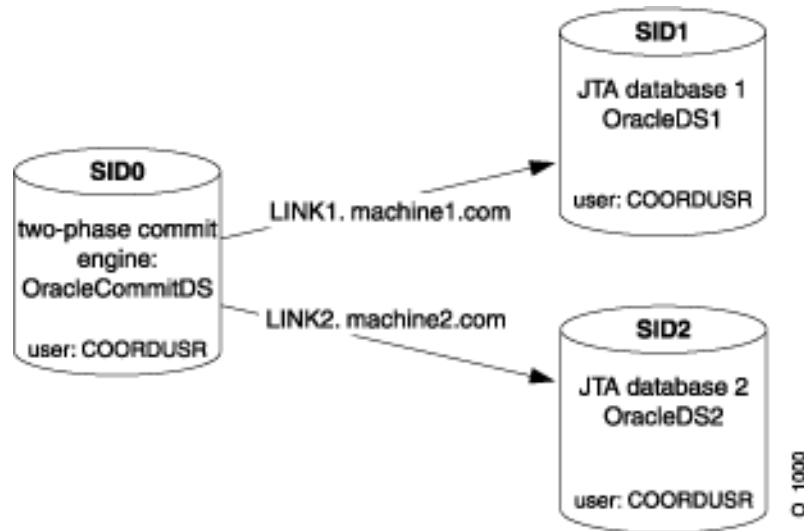 SID0
two-phase commit
engine:
OracleCommitDS
user: COORDUSR
LINK1. machine1.com
LINK2. machine2.com
SID1
JTA database 1
OracleDS1
user: COORDUSR
SID2
JTA database 2
OracleDS2
user: COORDUSR
O_1000